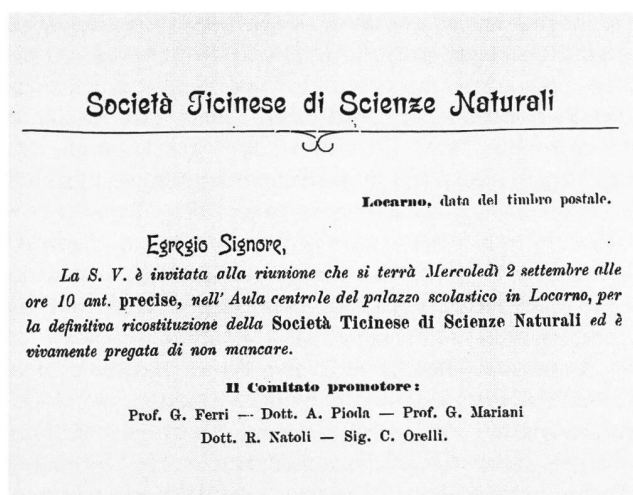 Società Ticinese di Scienze Naturali
Locarno, data del timbro postale.
Egregio Signore,
La S. V. è invitata alla riunione che si terrà Mercoledì 2 settembre alle
ore 10 ant. precise, nell' Aula centrale del palazzo scolastico in Locarno, per
la definitiva ricostituzione della Società Ticinese di Scienze Naturali ed è
vivamente pregata di non mancare.
Il Comitato promotore:
Prof. G. Ferri — Dott. A. Pioda — Prof. G. Mariani
Dott. R. Natoli — Sig. C. Orelli.